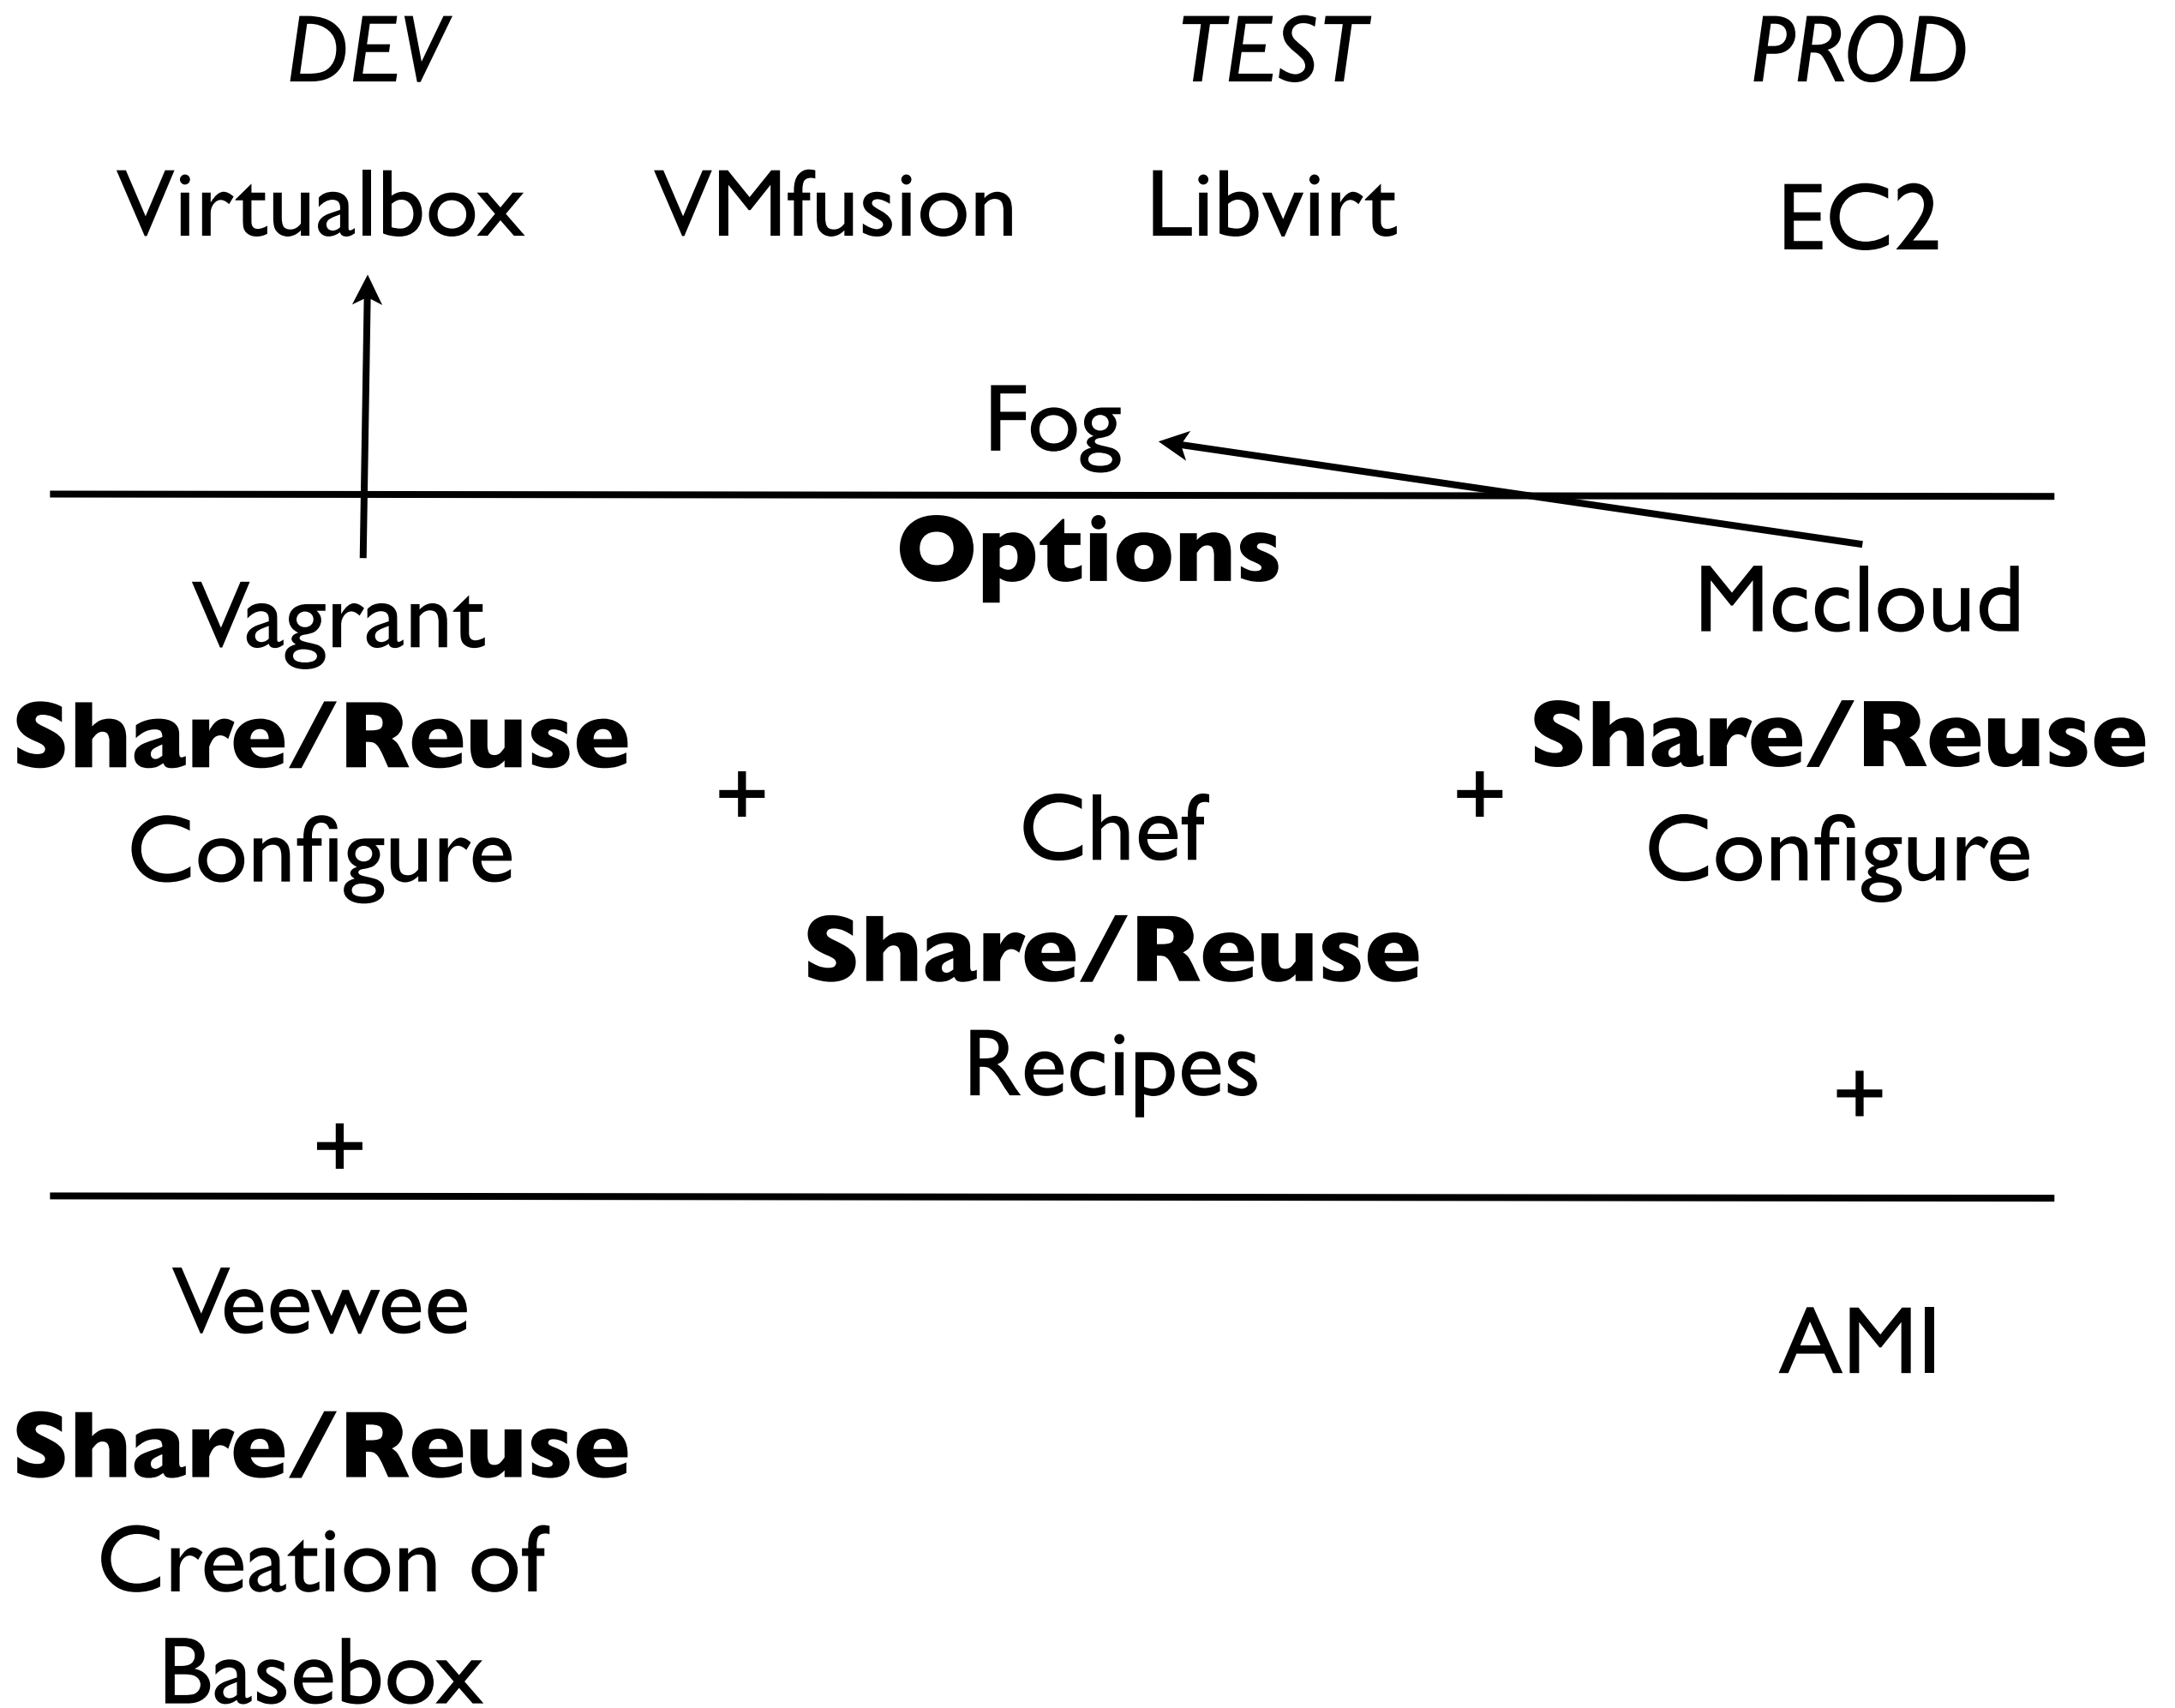 DEV TEST PROD
Virtualbox VMfusion Libvirt EC2
Fog
Options
Vagrant Mccloud
Share/Reuse Share/Reuse
+ Chef +
Configure Configure
Share/Reuse
Recipes
+ +
Veewee AMI
Share/Reuse
Creation of
Basebox